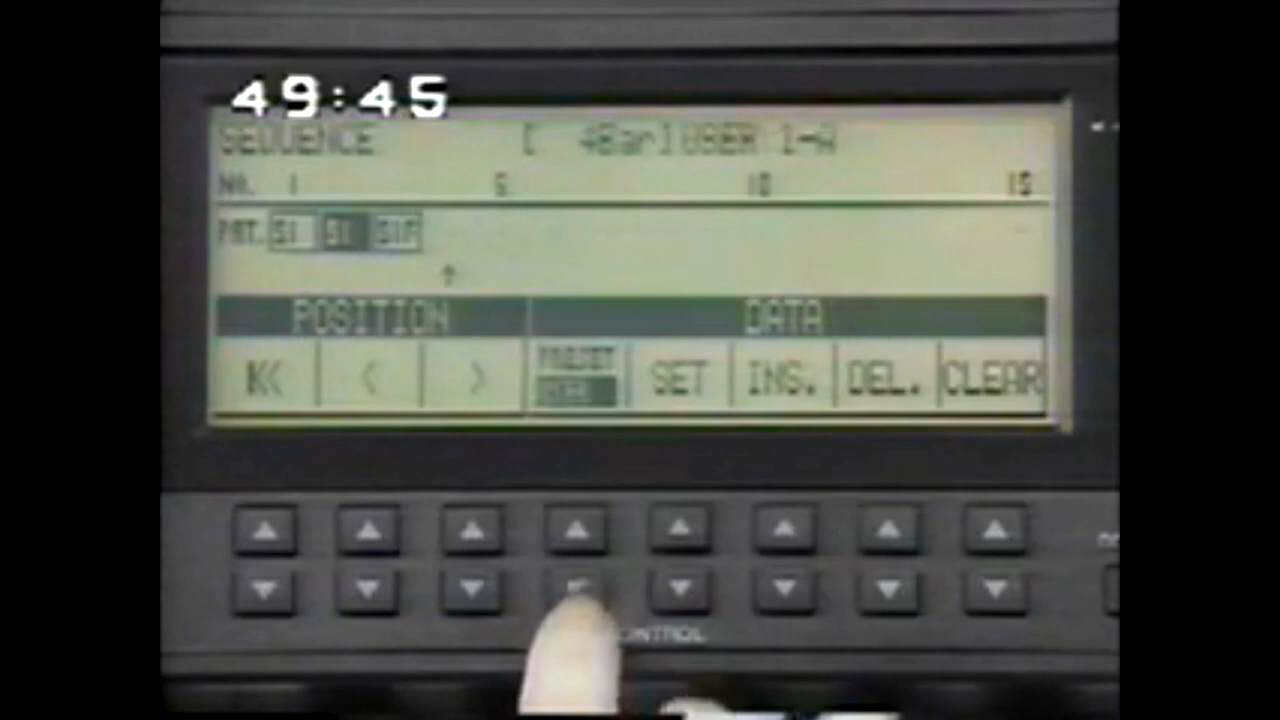 49:45
SEQUENCE [ 4Bar]USER 1-A
No. 1 5 10 15
PAT.
POSITION DATA
K< < > PRESET SET INS. DEL. CLEAR
USER
CONTROL